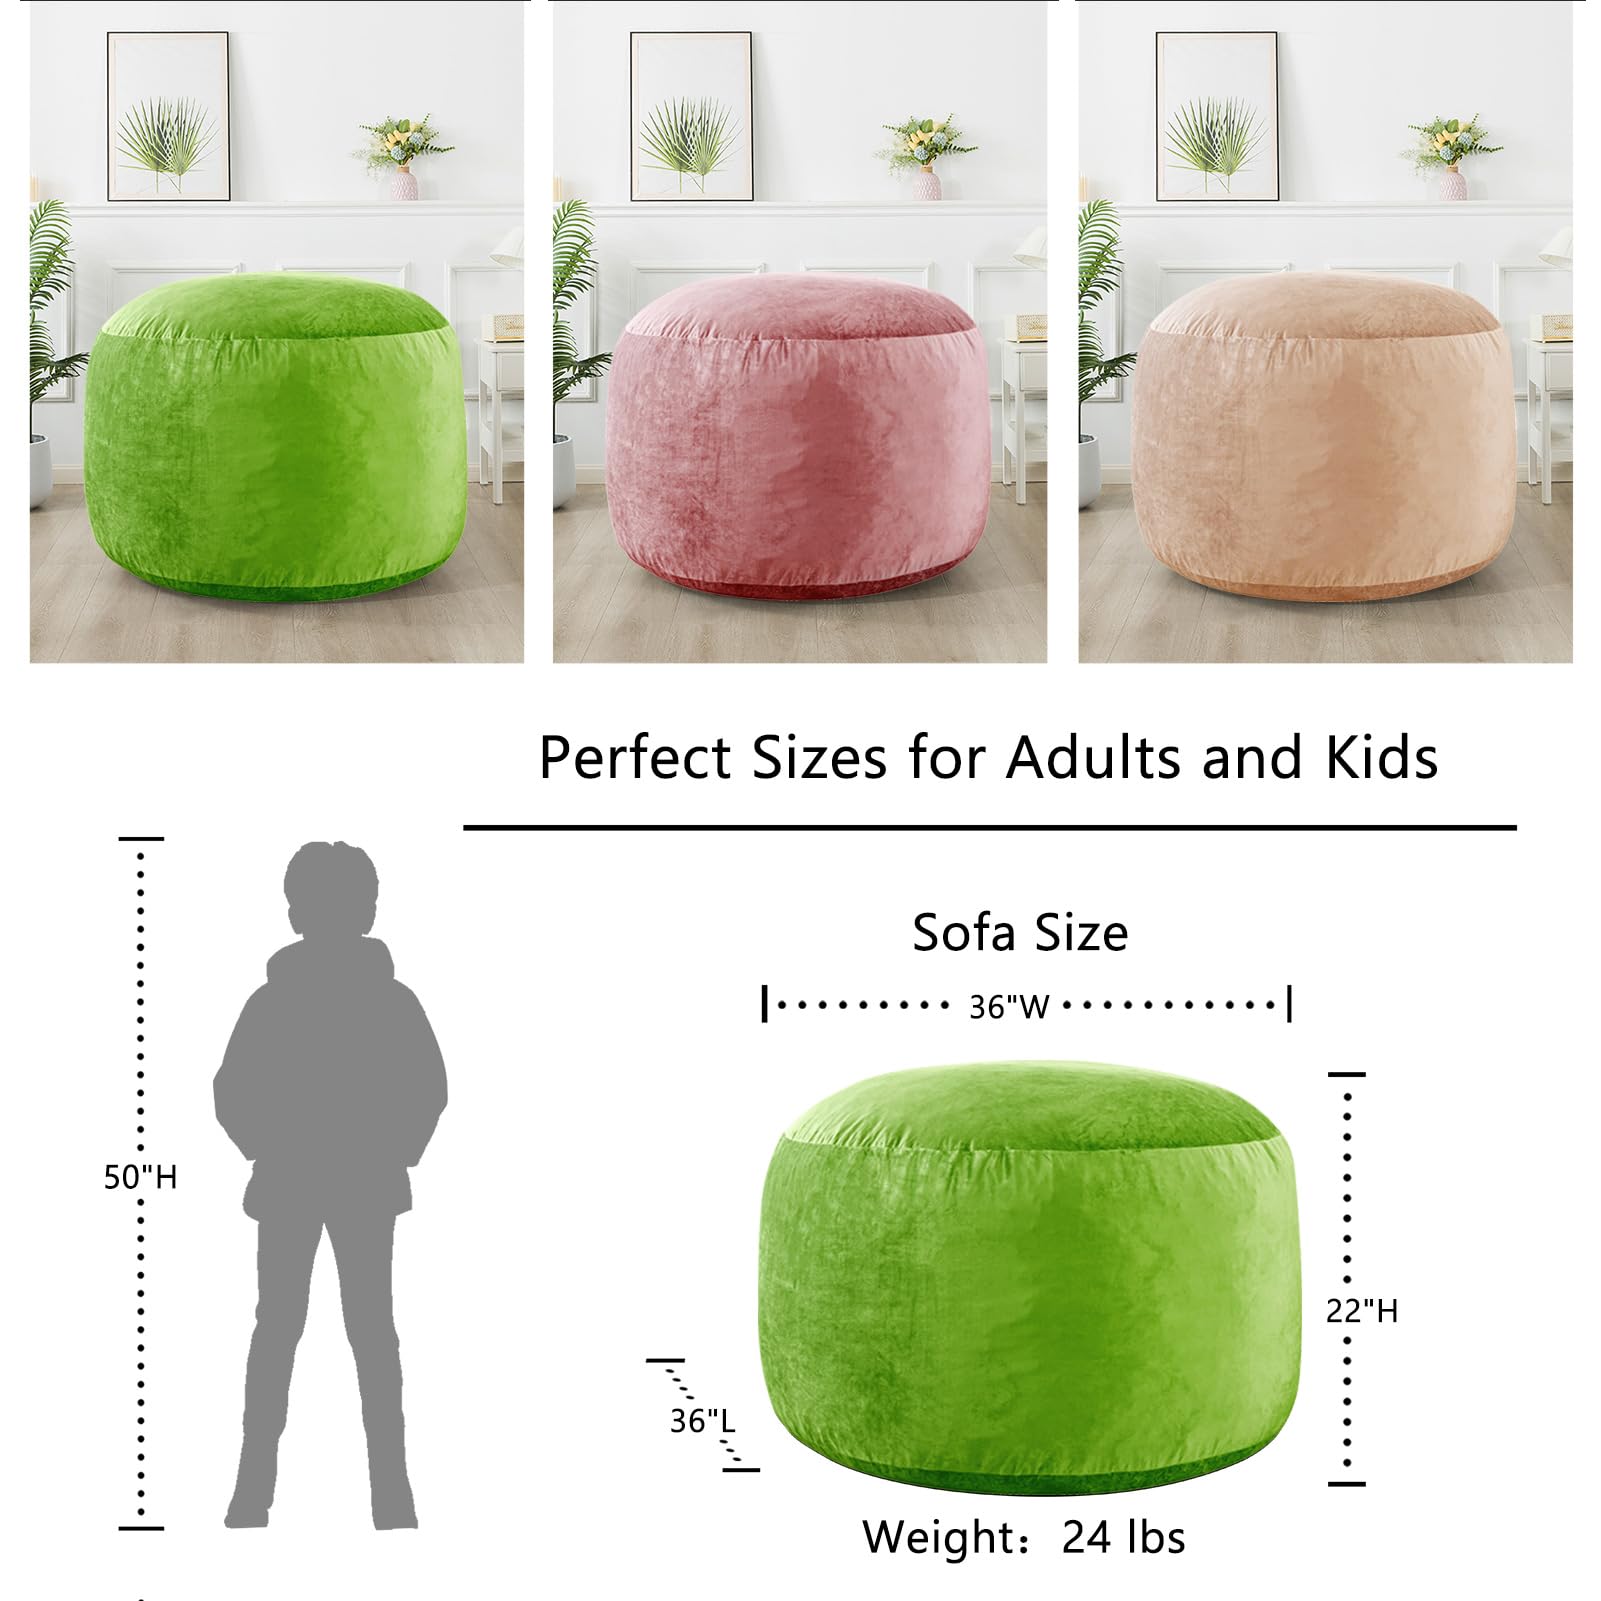 Perfect Sizes for Adults and Kids
Sofa Size
36"W
50"H
22"H
36"L
Weight：24 lbs